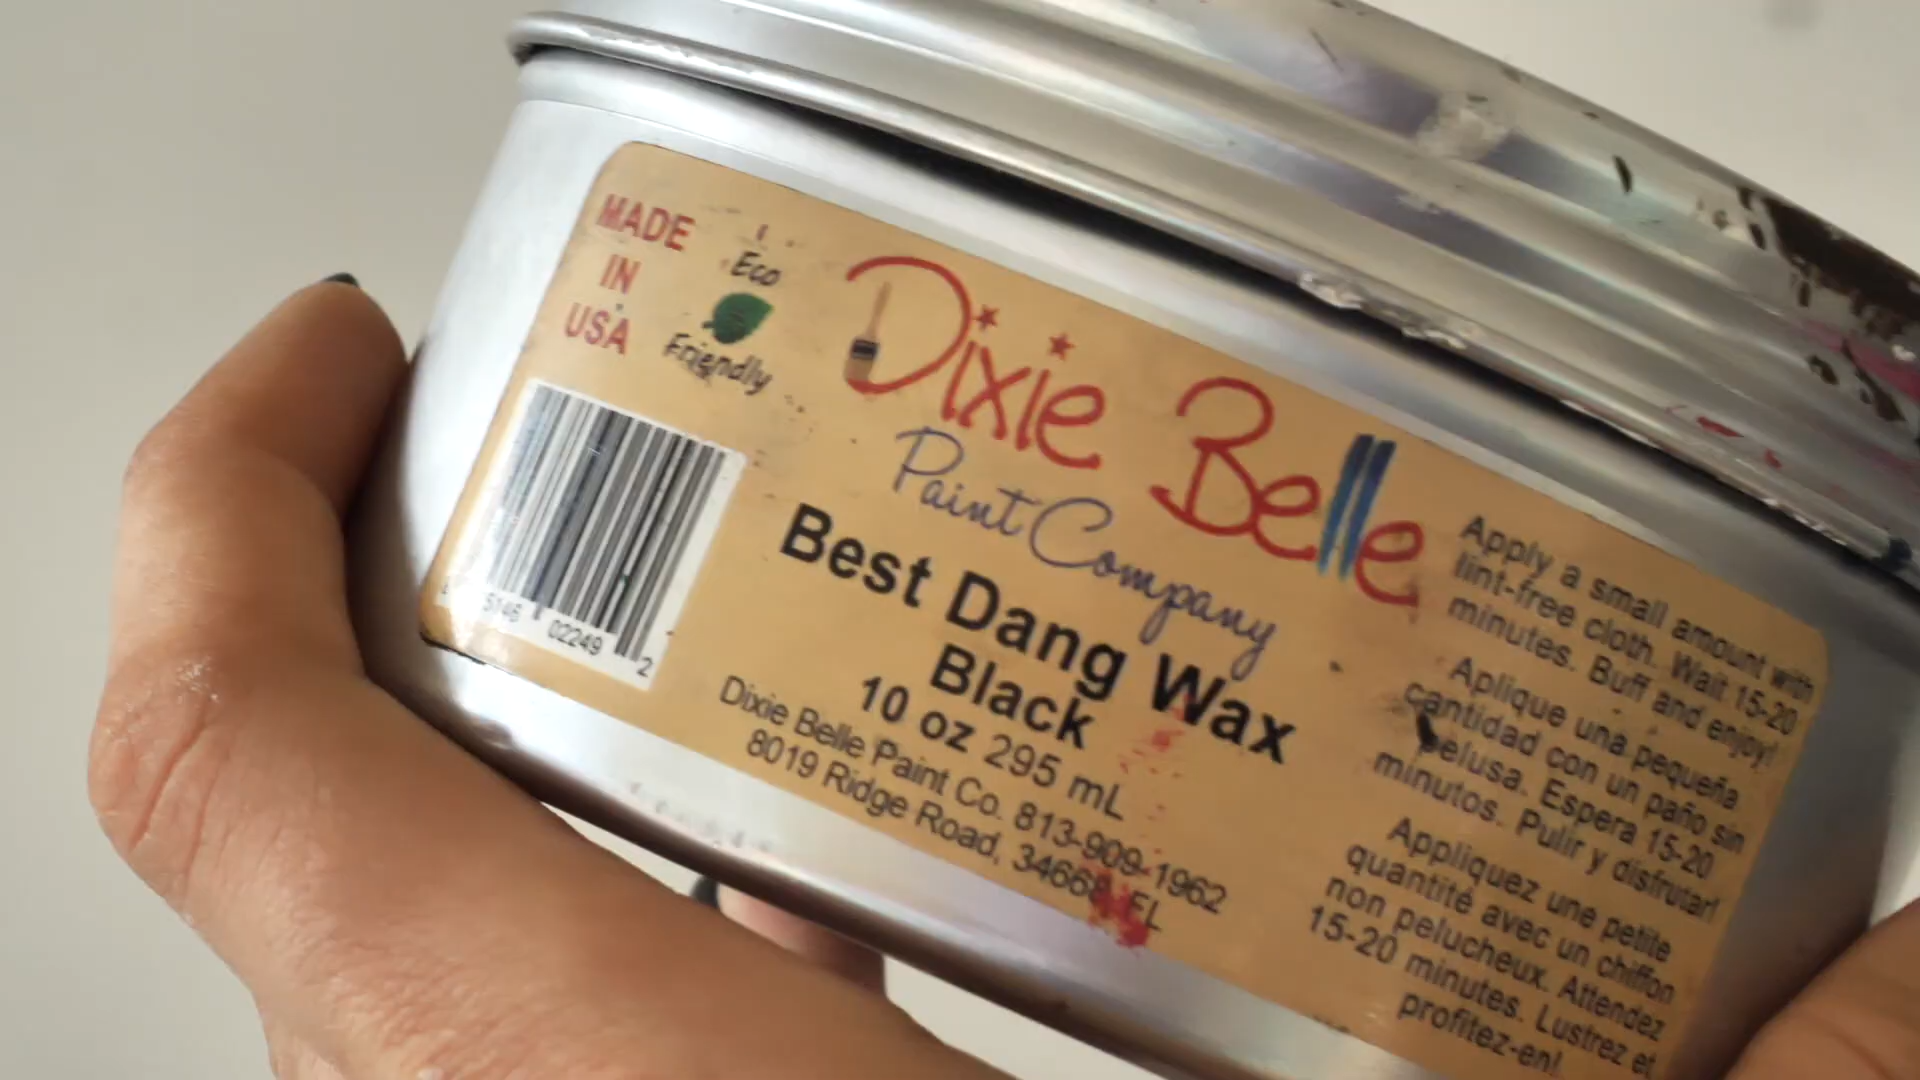 MADE
IN
USA
Eco
Friendly
Dixie Belle
Paint Company
Best Dang Wax
Black
10 oz 295 mL
Dixie Belle Paint Co. 813-909-1962
8019 Ridge Road, 34668 FL
5146 02249 2
Apply a small amount with
lint-free cloth. Wait 15-20
minutes. Buff and enjoy!
Aplique una pequeña
cantidad con un paño sin
pelusa. Espera 15-20
minutos. Pulir y disfrutar!
Appliquez une petite
quantité avec un chiffon
non pelucheux. Attendez
15-20 minutes. Lustrez et
profitez-en!